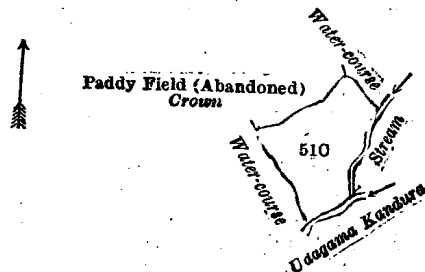 Water-course
Paddy Field (Abandoned)
Crown
510
Stream
Water-course
Udagama Kandura